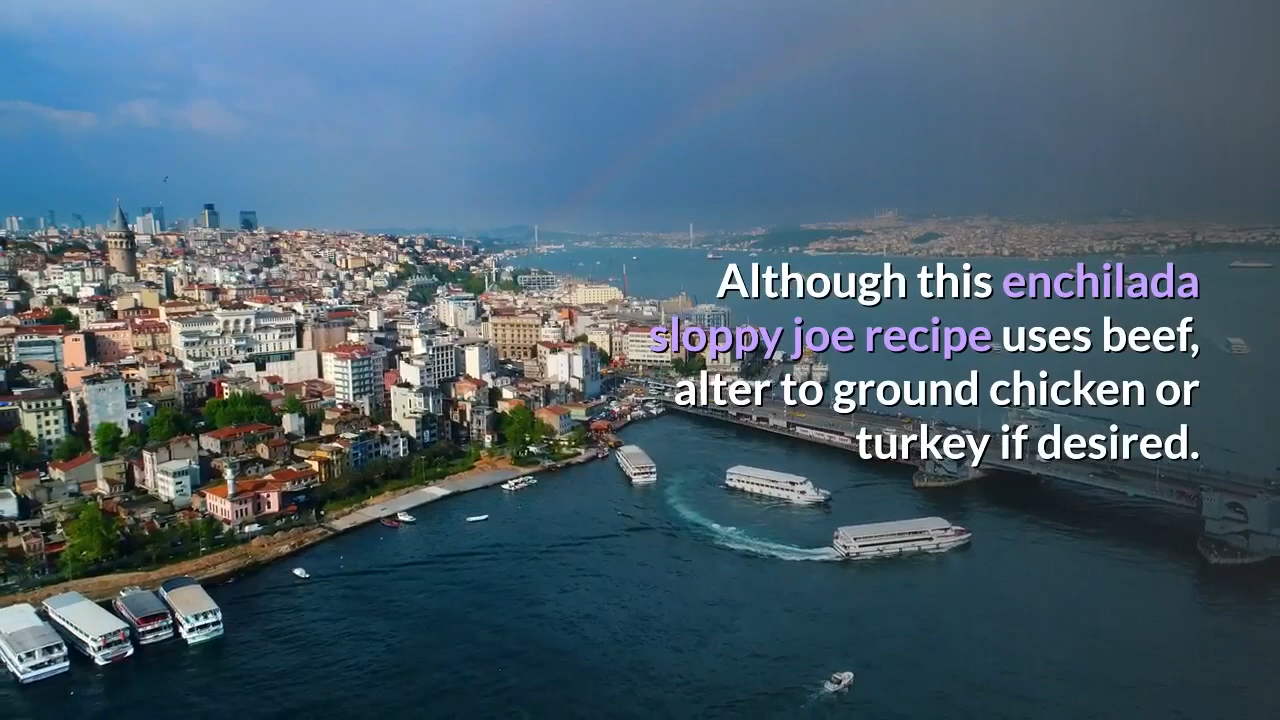 Although this enchilada
sloppy joe recipe uses beef,
alter to ground chicken or
turkey if desired.